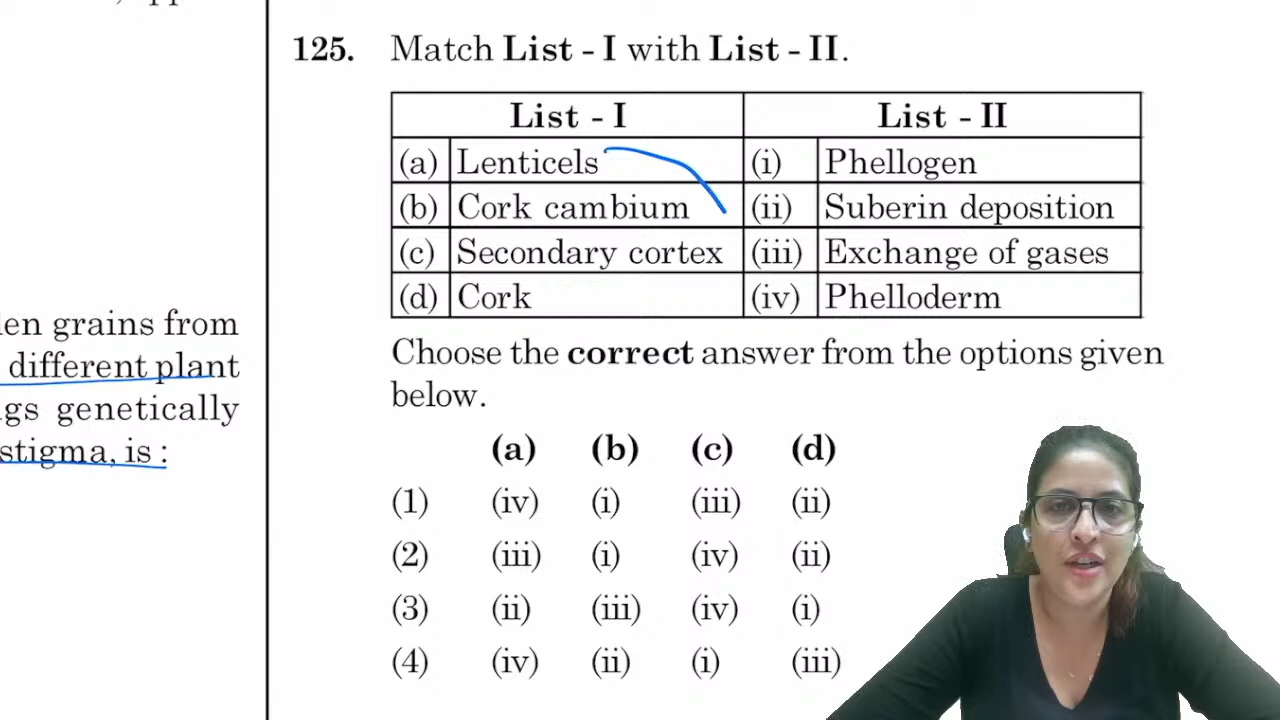 125. Match List - I with List - II.
List - I List - II
(a) Lenticels (i) Phellogen
(b) Cork cambium (ii) Suberin deposition
(c) Secondary cortex (iii) Exchange of gases
(d) Cork (iv) Phelloderm
Choose the correct answer from the options given
below.
(a) (b) (c) (d)
(1) (iv) (i) (iii) (ii)
(2) (iii) (i) (iv) (ii)
(3) (ii) (iii) (iv) (i)
(4) (iv) (ii) (i) (iii)
grains from
different plant
genetically
stigma, is :